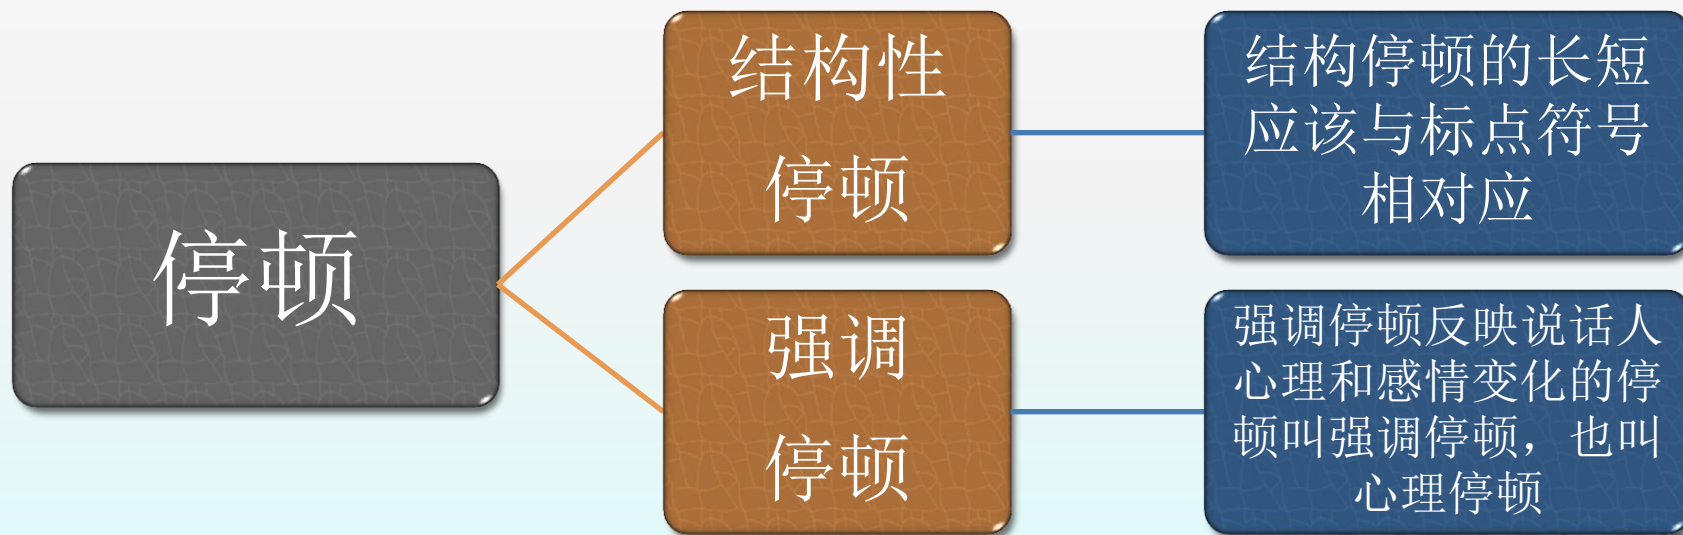 停顿
结构性
停顿
结构停顿的长短
应该与标点符号
相对应
强调
停顿
强调停顿反映说话人
心理和感情变化的停
顿叫强调停顿，也叫
心理停顿